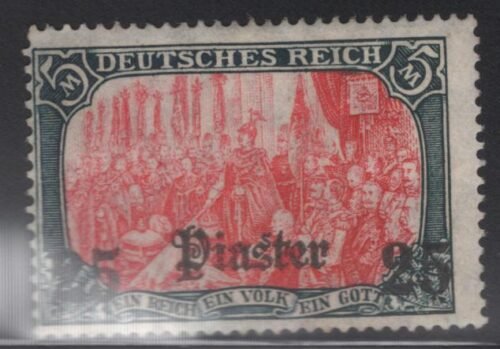 DEUTSCHES REICH
5 M 5 M
25 Piaster 25
EIN REICH EIN VOLK EIN GOTT